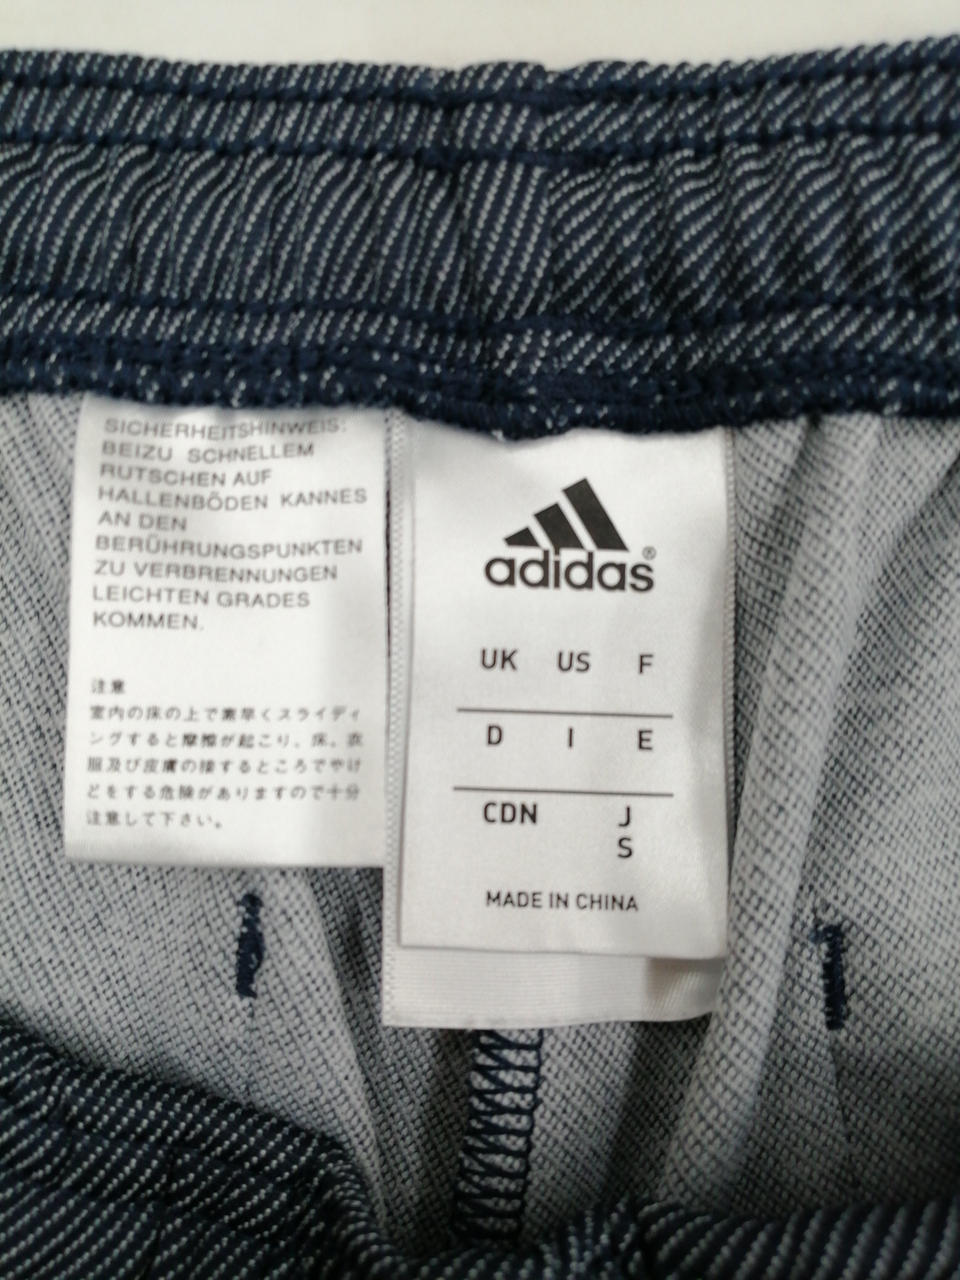 SICHERHEITSHINWEIS:
BEIZU SCHNELLEM
RUTSCHEN AUF
HALLENBÖDEN KANNES
AN DEN
BERÜHRUNGSPUNKTEN
ZU VERBRENNUNGEN
LEICHTEN GRADES
KOMMEN.
注意
室内の床の上で素早くスライディ
ングすると摩擦が起こり、床、衣
服及び皮膚の接するところでやけ
どをする危険がありますので十分
注意して下さい。
adidas®
UK US F
D I E
CDN J
S
MADE IN CHINA